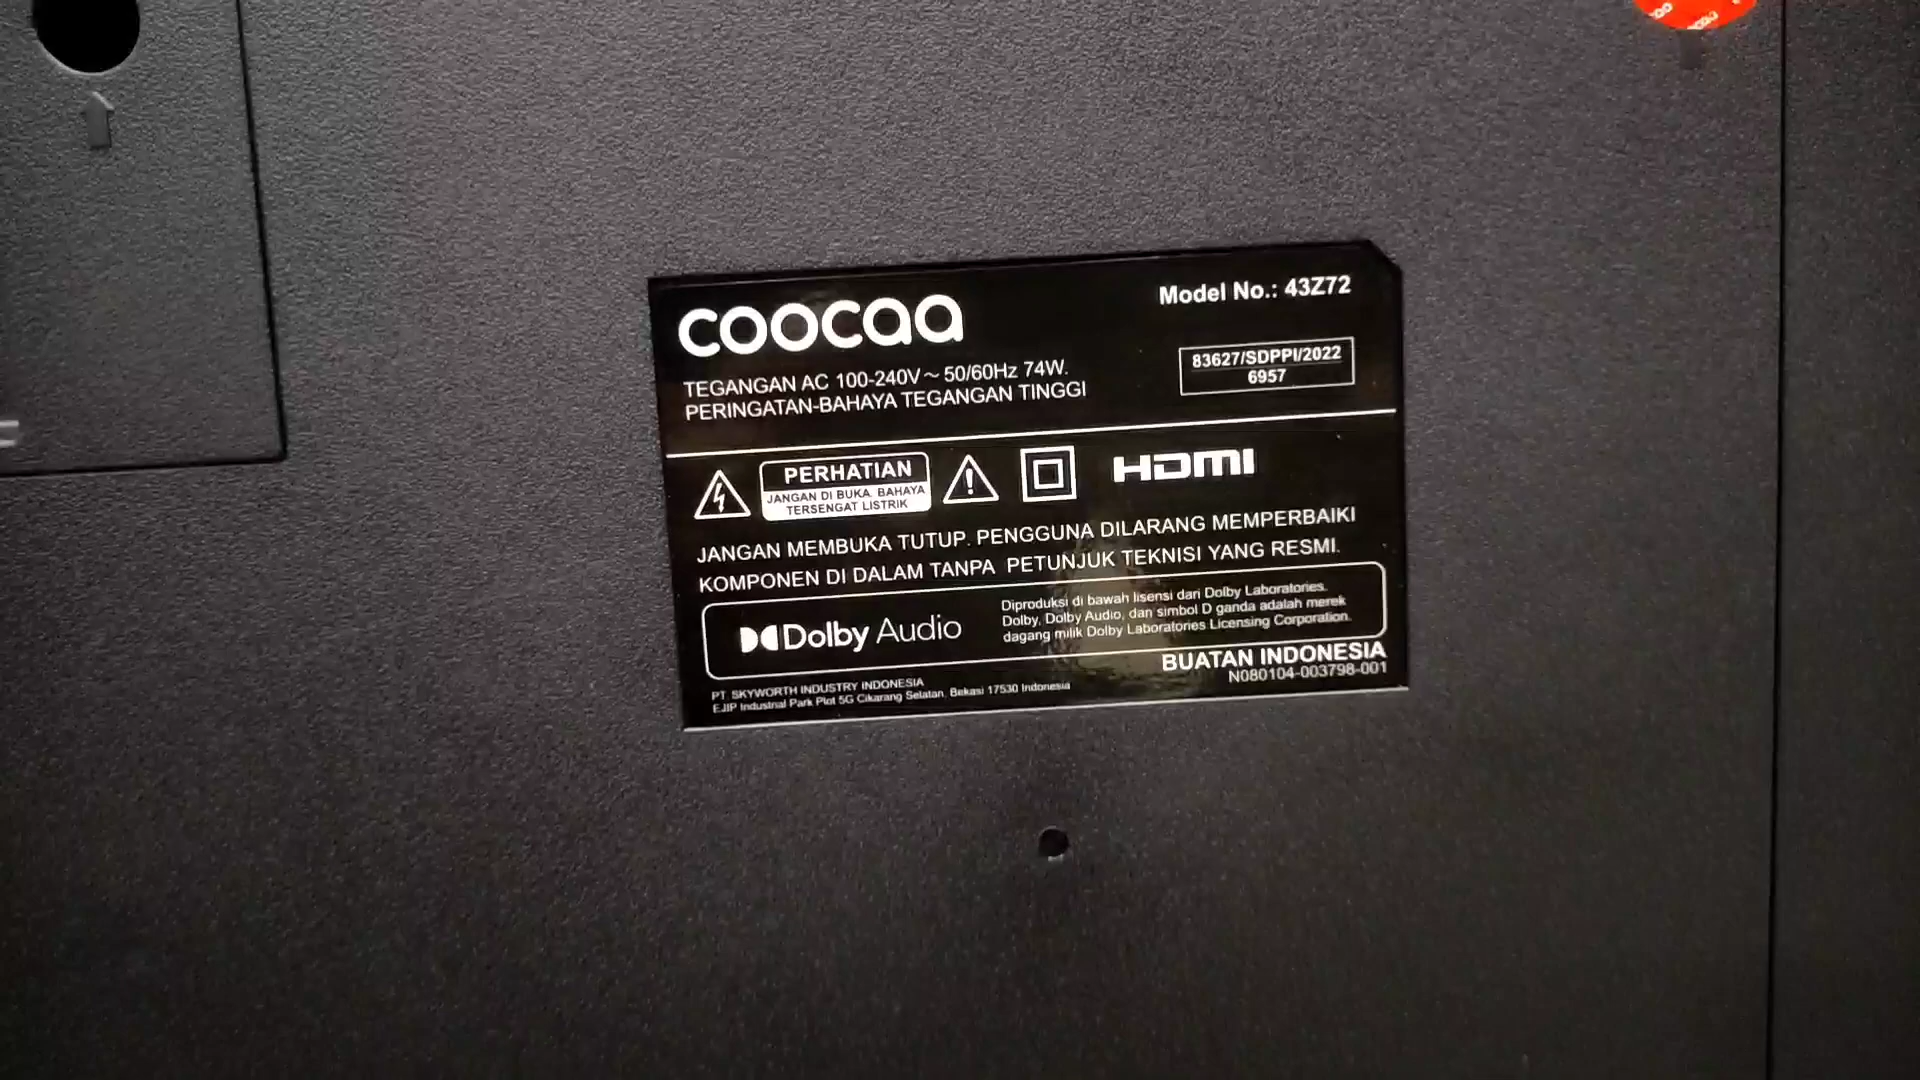 coocaa
Model No.: 43Z72
TEGANGAN AC 100-240V～50/60Hz 74W.
PERINGATAN-BAHAYA TEGANGAN TINGGI
83627/SDPPI/2022
6957
PERHATIAN
JANGAN DI BUKA. BAHAYA
TERSENGAT LISTRIK
HDMI
JANGAN MEMBUKA TUTUP. PENGGUNA DILARANG MEMPERBAIKI
KOMPONEN DI DALAM TANPA PETUNJUK TEKNISI YANG RESMI.
Dolby Audio
Diproduksi di bawah lisensi dari Dolby Laboratories.
Dolby, Dolby Audio, dan simbol D ganda adalah merek
dagang milik Dolby Laboratories Licensing Corporation.
BUATAN INDONESIA
N080104-003798-001
PT. SKYWORTH INDUSTRY INDONESIA
EJIP Industrial Park Plot 5G Cikarang Selatan, Bekasi 17530 Indonesia